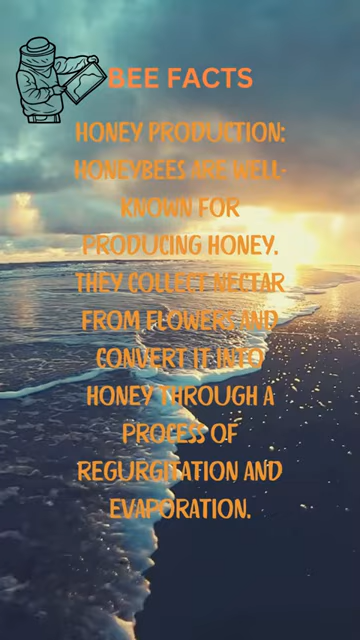 BEE FACTS
HONEY PRODUCTION:
HONEYBEES ARE WELL-
KNOWN FOR
PRODUCING HONEY.
THEY COLLECT NECTAR
FROM FLOWERS AND
CONVERT IT INTO
HONEY THROUGH A
PROCESS OF
REGURGITATION AND
EVAPORATION.